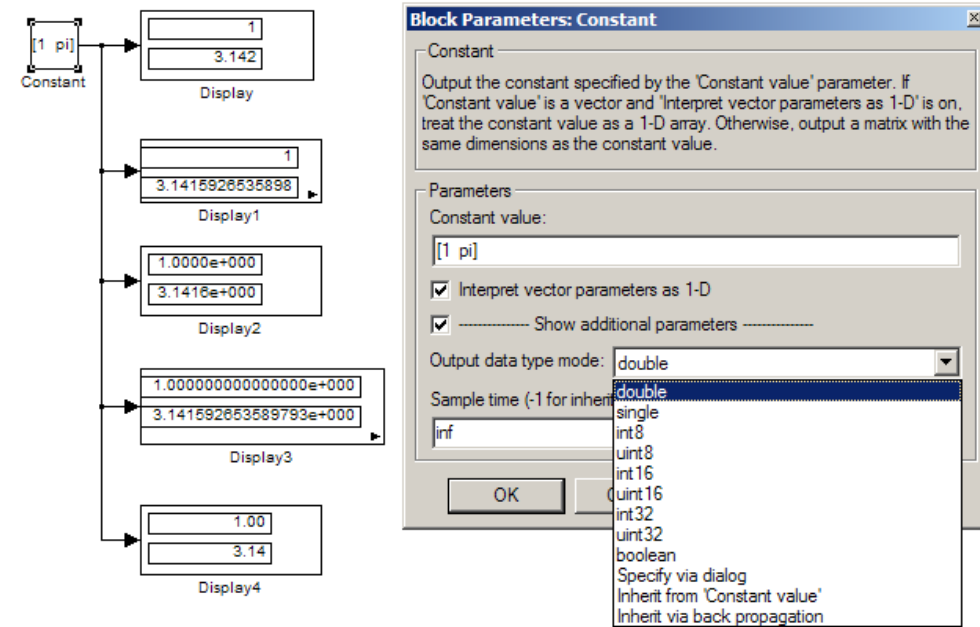 [1 pi]
Constant
1
3.142
Display
1
3.1415926535898
Display1
1.0000e+000
3.1416e+000
Display2
1.000000000000000e+000
3.141592653589793e+000
Display3
1.00
3.14
Display4
Block Parameters: Constant
Constant
Output the constant specified by the 'Constant value' parameter. If
'Constant value' is a vector and 'Interpret vector parameters as 1-D' is on,
treat the constant value as a 1-D array. Otherwise, output a matrix with the
same dimensions as the constant value.
Parameters
Constant value:
[1 pi]
Interpret vector parameters as 1-D
--------------- Show additional parameters ---------------
Output data type mode: double
Sample time (-1 for inherit
inf
OK
double
single
int8
uint8
int16
uint16
int32
uint32
boolean
Specify via dialog
Inherit from 'Constant value'
Inherit via back propagation